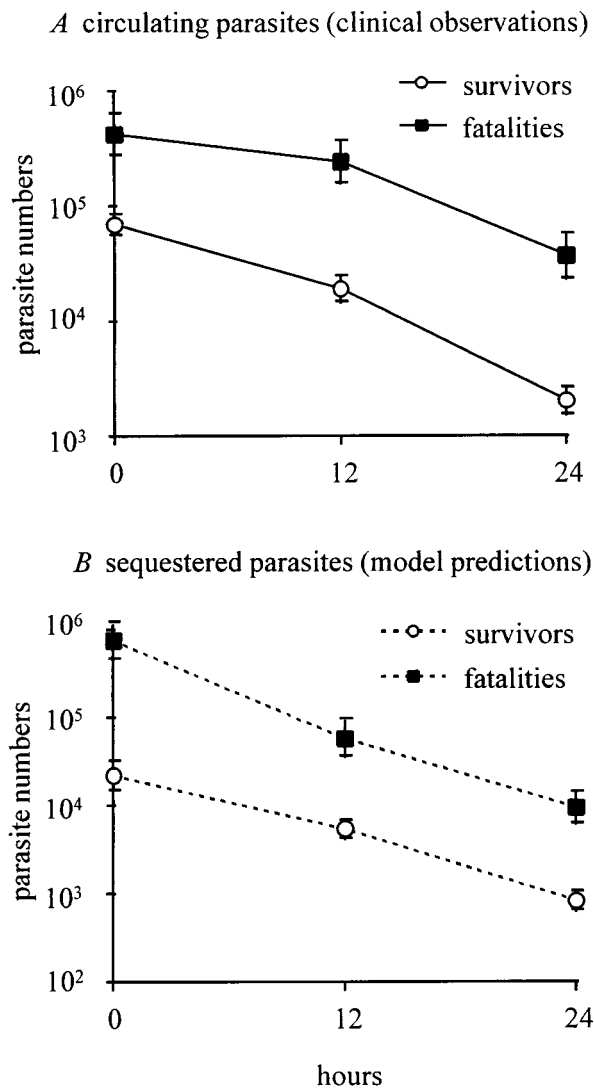 A circulating parasites (clinical observations)
survivors
fatalities
parasite numbers
10⁶
10⁵
10⁴
10³
0 12 24
B sequestered parasites (model predictions)
survivors
fatalities
parasite numbers
10⁶
10⁵
10⁴
10³
10²
0 12 24
hours